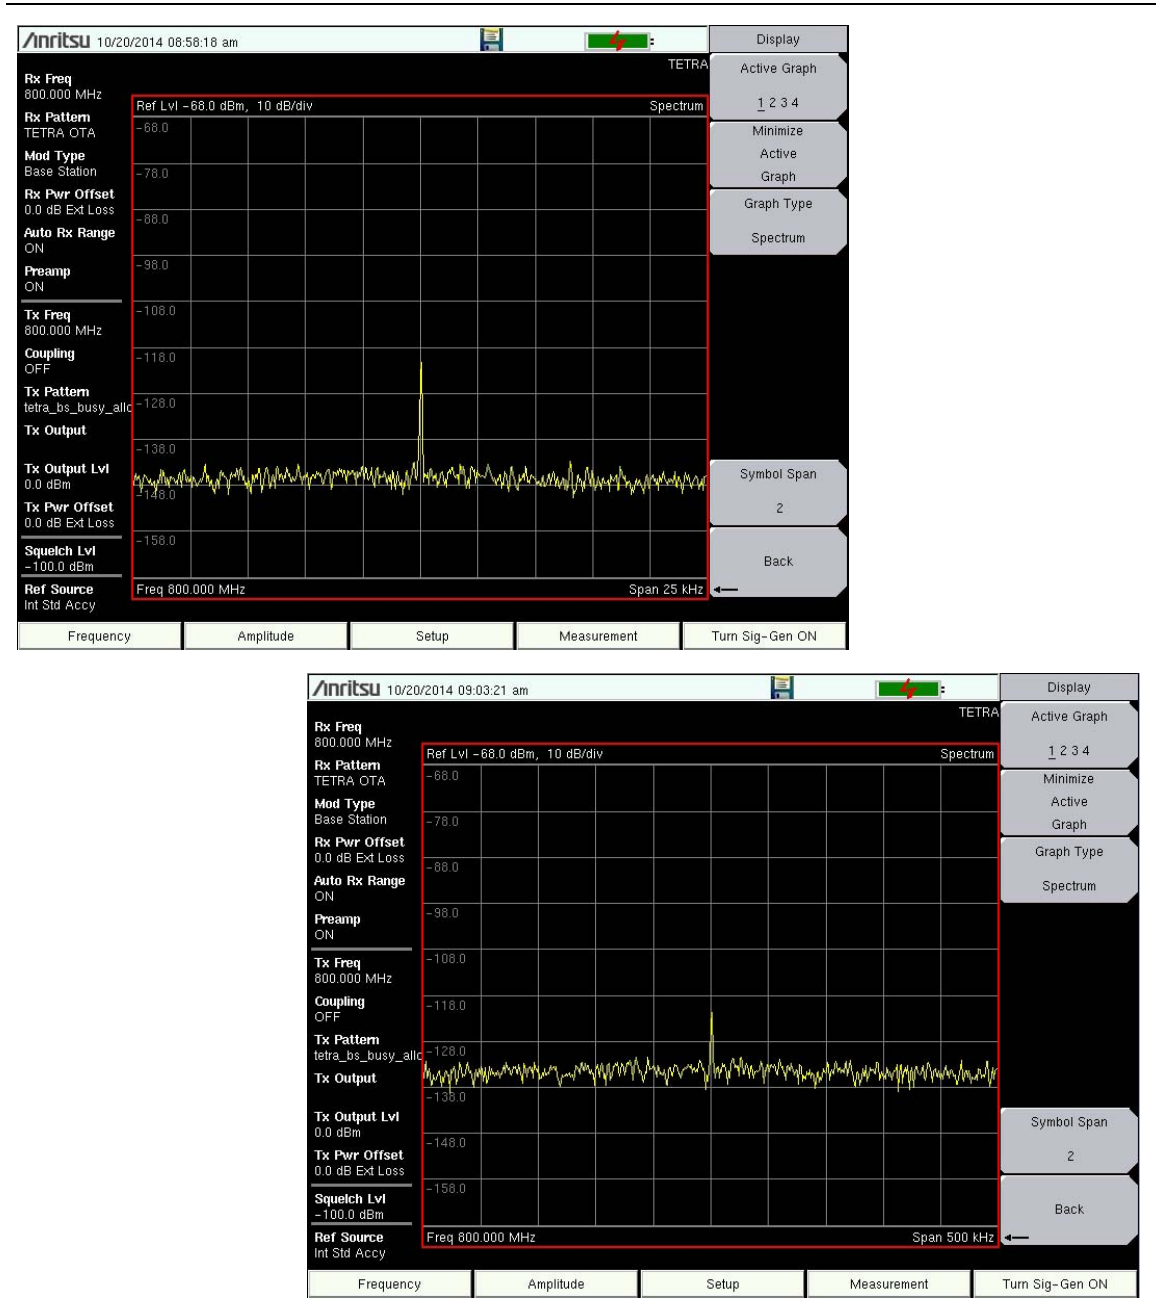 Anritsu 10/20/2014 08:58:18 am
Display
TETRA
Rx Freq
800.000 MHz
Rx Pattern
TETRA OTA
Mod Type
Base Station
Rx Pwr Offset
0.0 dB Ext Loss
Auto Rx Range
ON
Preamp
ON
Tx Freq
800.000 MHz
Coupling
OFF
Tx Pattern
tetra_bs_busy_allo
Tx Output
Tx Output Lvl
0.0 dBm
Tx Pwr Offset
0.0 dB Ext Loss
Squelch Lvl
-100.0 dBm
Ref Source
Int Std Accy
Ref Lvl -68.0 dBm, 10 dB/div Spectrum
-68.0
-78.0
-88.0
-98.0
-108.0
-118.0
-128.0
-138.0
-148.0
-158.0
Freq 800.000 MHz Span 25 kHz
Active Graph
1 2 3 4
Minimize
Active
Graph
Graph Type
Spectrum
Symbol Span
2
Back
Frequency Amplitude Setup Measurement Turn Sig-Gen ON
Anritsu 10/20/2014 09:03:21 am
Display
TETRA
Rx Freq
800.000 MHz
Rx Pattern
TETRA OTA
Mod Type
Base Station
Rx Pwr Offset
0.0 dB Ext Loss
Auto Rx Range
ON
Preamp
ON
Tx Freq
800.000 MHz
Coupling
OFF
Tx Pattern
tetra_bs_busy_allo
Tx Output
Tx Output Lvl
0.0 dBm
Tx Pwr Offset
0.0 dB Ext Loss
Squelch Lvl
-100.0 dBm
Ref Source
Int Std Accy
Ref Lvl -68.0 dBm, 10 dB/div Spectrum
-68.0
-78.0
-88.0
-98.0
-108.0
-118.0
-128.0
-138.0
-148.0
-158.0
Freq 800.000 MHz Span 500 kHz
Active Graph
1 2 3 4
Minimize
Active
Graph
Graph Type
Spectrum
Symbol Span
2
Back
Frequency Amplitude Setup Measurement Turn Sig-Gen ON